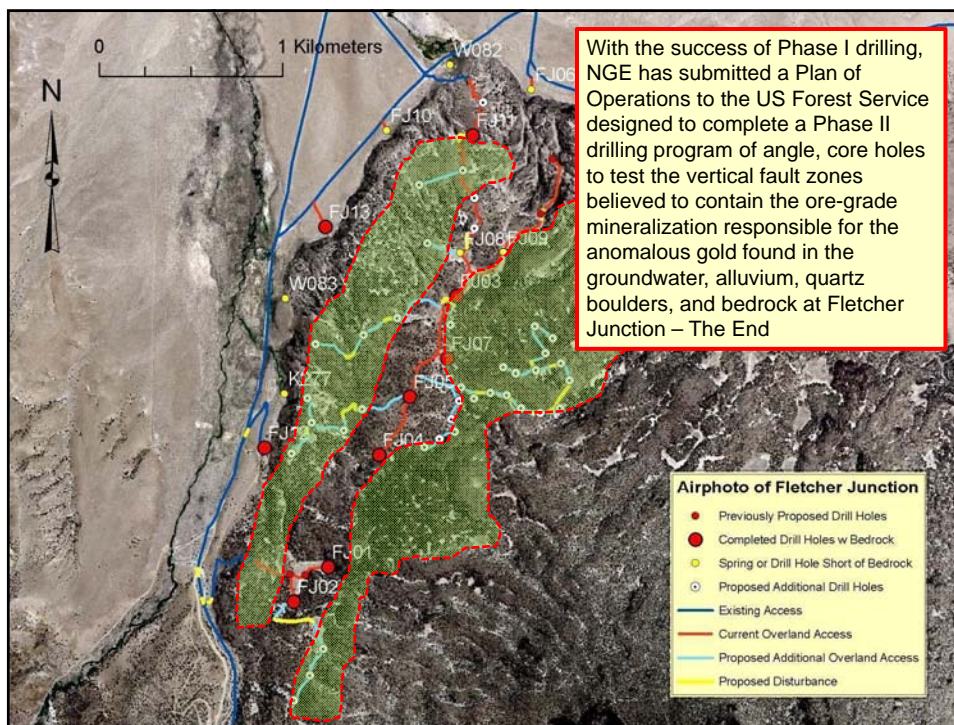 0 1 Kilometers
N
With the success of Phase I drilling,
NGE has submitted a Plan of
Operations to the US Forest Service
designed to complete a Phase II
drilling program of angle, core holes
to test the vertical fault zones
believed to contain the ore-grade
mineralization responsible for the
anomalous gold found in the
groundwater, alluvium, quartz
boulders, and bedrock at Fletcher
Junction – The End
W082
FJ06
FJ10
FJ11
FJ13
FJ08
FJ09
FJ03
W083
FJ07
K277
FJ05
FJ04
FJ01
FJ02
Airphoto of Fletcher Junction
Previously Proposed Drill Holes
Completed Drill Holes w Bedrock
Spring or Drill Hole Short of Bedrock
Proposed Additional Drill Holes
Existing Access
Current Overland Access
Proposed Additional Overland Access
Proposed Disturbance